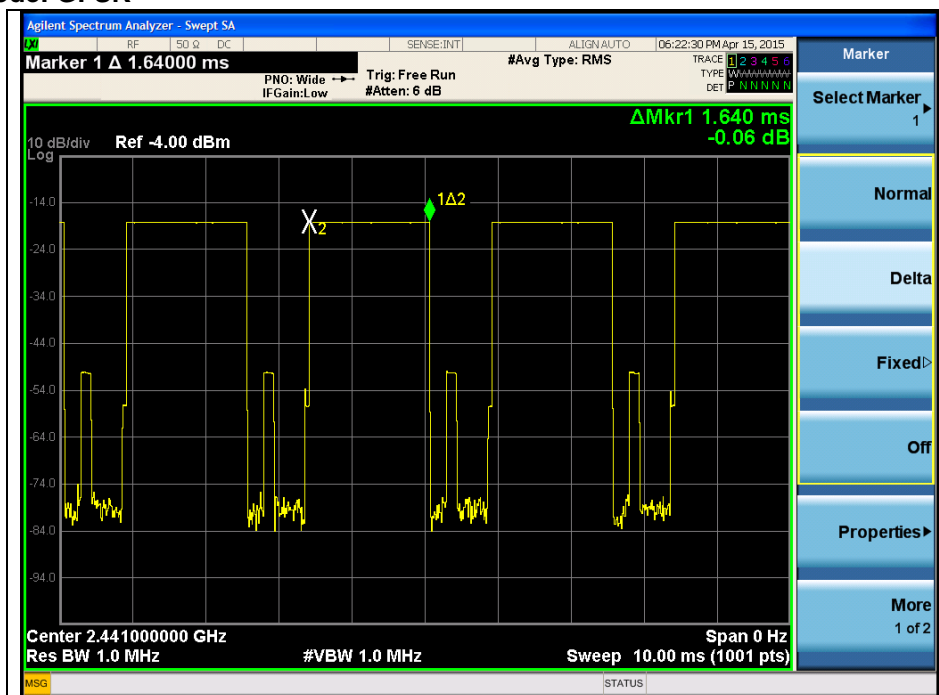 Agilent Spectrum Analyzer - Swept SA
LXI RF 50 Ω DC SENSE:INT ALIGN AUTO 06:22:30 PM Apr 15, 2015
Marker 1 Δ 1.64000 ms
PNO: Wide
IFGain:Low
Trig: Free Run
#Atten: 6 dB
#Avg Type: RMS
TRACE 1 2 3 4 5 6
TYPE WWWWWW
DET P N N N N N
ΔMkr1 1.640 ms
-0.06 dB
10 dB/div Ref -4.00 dBm
Log
-14.0
-24.0
-34.0
-44.0
-54.0
-64.0
-74.0
-84.0
-94.0
1Δ2
X2
Center 2.441000000 GHz Span 0 Hz
Res BW 1.0 MHz #VBW 1.0 MHz Sweep 10.00 ms (1001 pts)
MSG STATUS
Marker
Select Marker
1
Normal
Delta
Fixed
Off
Properties
More
1 of 2